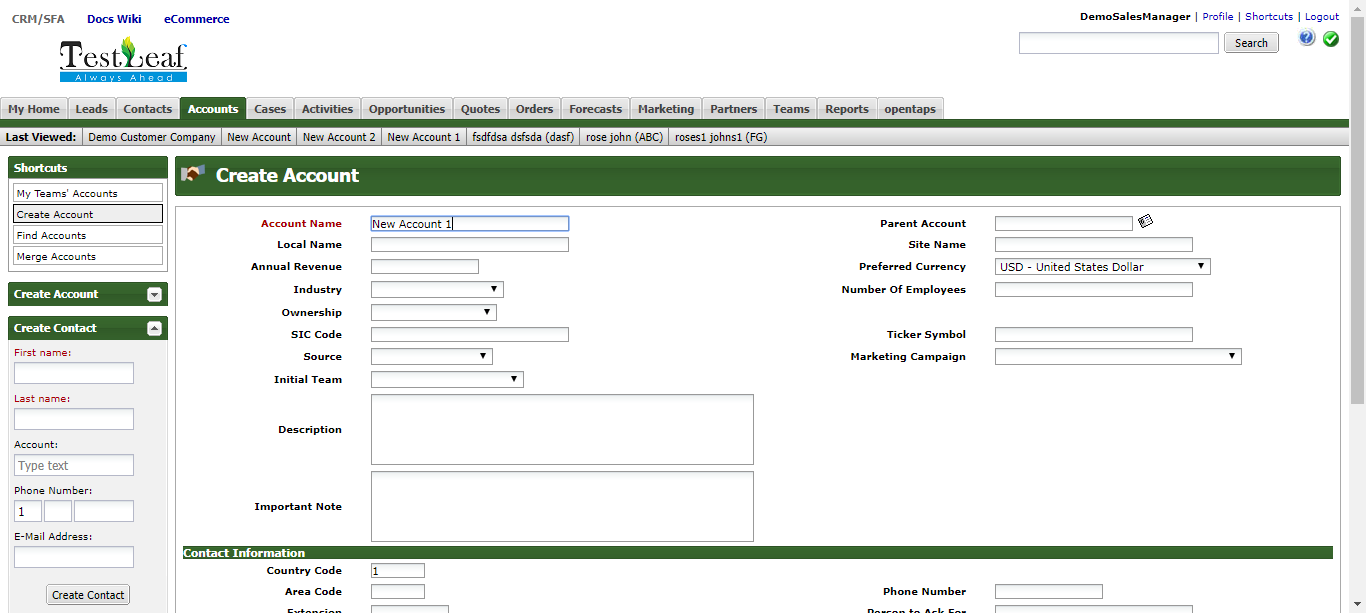 CRM/SFA Docs Wiki eCommerce
DemoSalesManager | Profile | Shortcuts | Logout
TestLeaf
Always Ahead
Search
My Home Leads Contacts Accounts Cases Activities Opportunities Quotes Orders Forecasts Marketing Partners Teams Reports opentaps
Last Viewed: Demo Customer Company New Account New Account 2 New Account 1 fsdfdsa dsfsda (dasf) rose john (ABC) roses1 johns1 (FG)
Shortcuts
My Teams' Accounts
Create Account
Find Accounts
Merge Accounts
Create Account
Create Contact
First name:
Last name:
Account:
Type text
Phone Number:
1
E-Mail Address:
Create Contact
Create Account
Account Name New Account 1 Parent Account
Local Name Site Name
Annual Revenue Preferred Currency USD - United States Dollar
Industry Number Of Employees
Ownership
SIC Code Ticker Symbol
Source Marketing Campaign
Initial Team
Description
Important Note
Contact Information
Country Code 1
Area Code Phone Number
Extension Person to Ask For